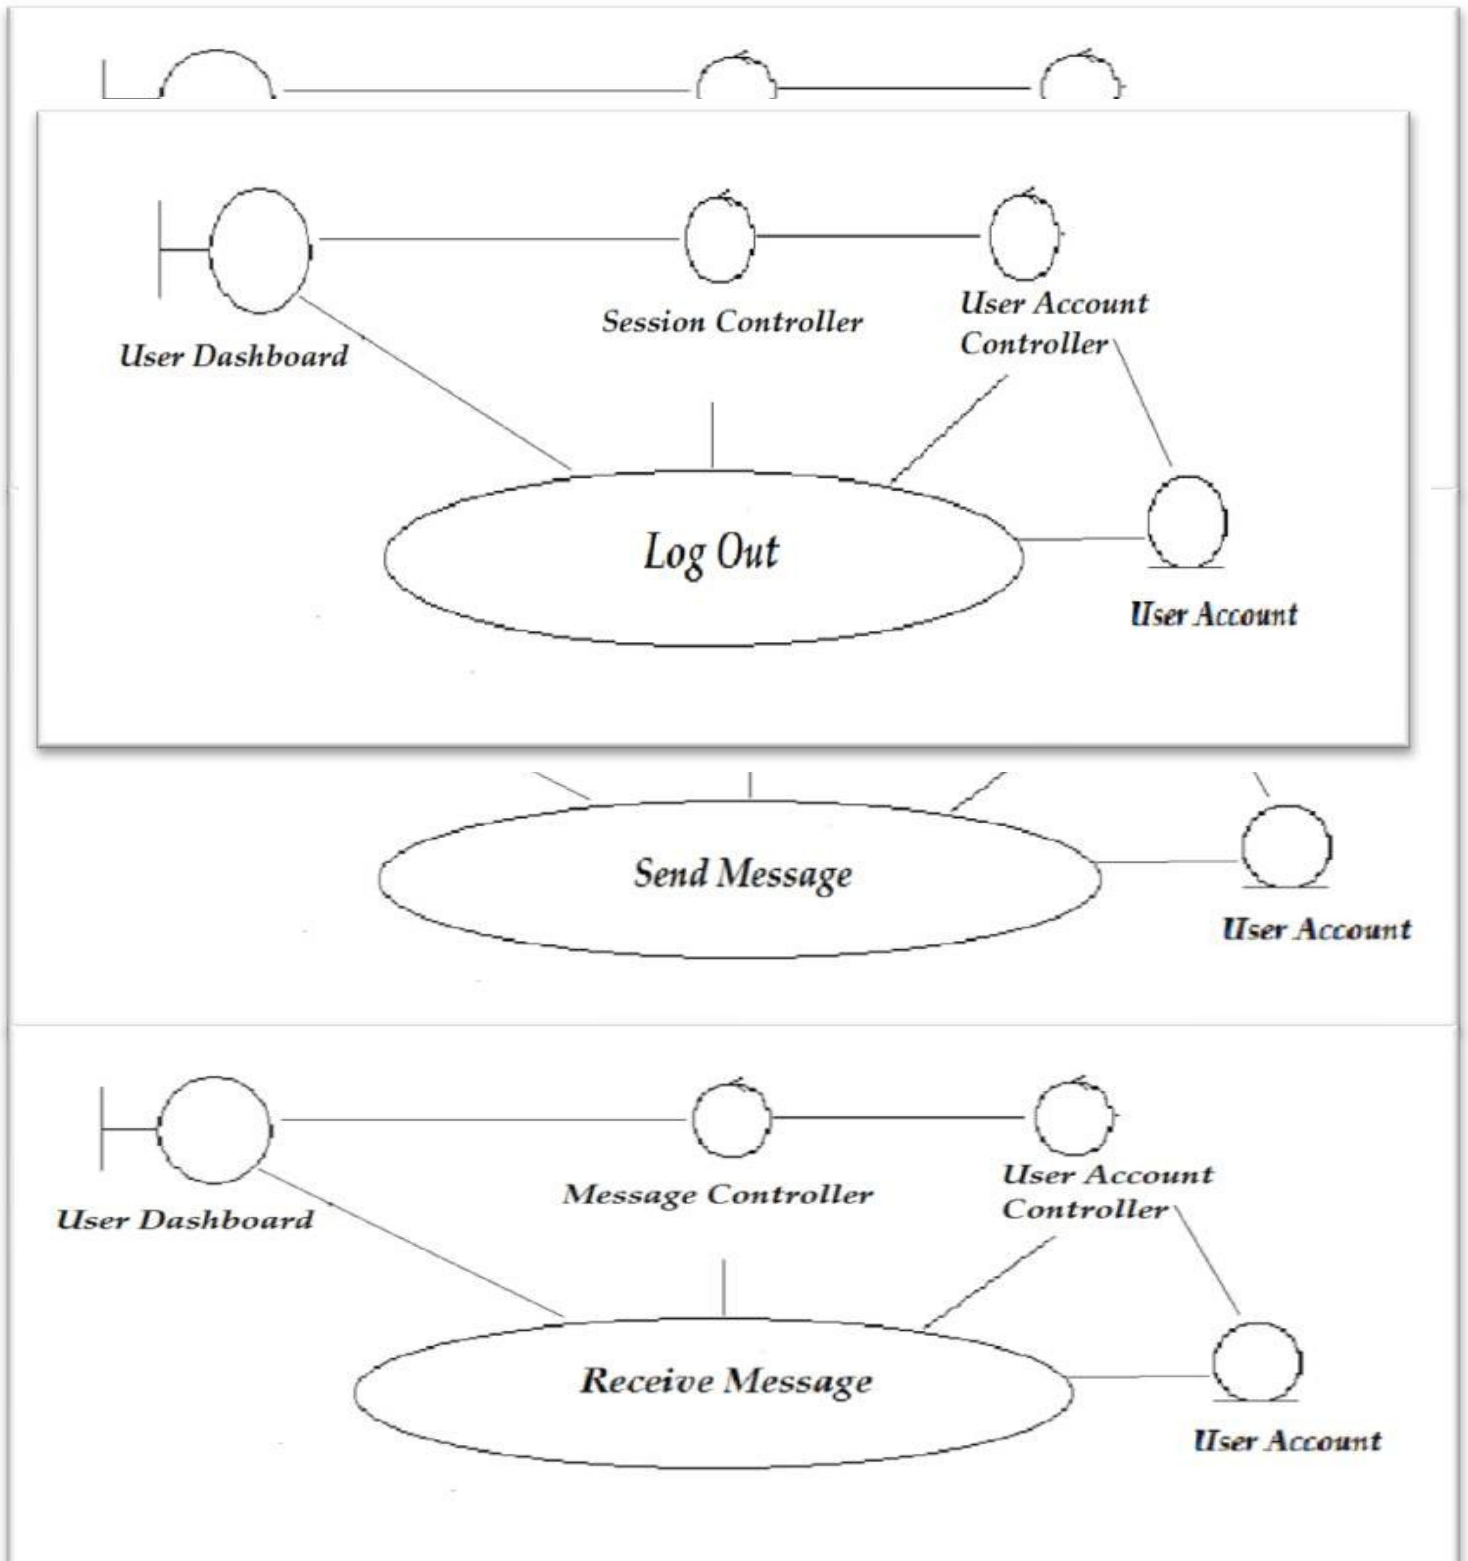 User Dashboard
Session Controller
User Account
Controller
Log Out
User Account
Send Message
User Account
User Dashboard
Message Controller
User Account
Controller
Receive Message
User Account